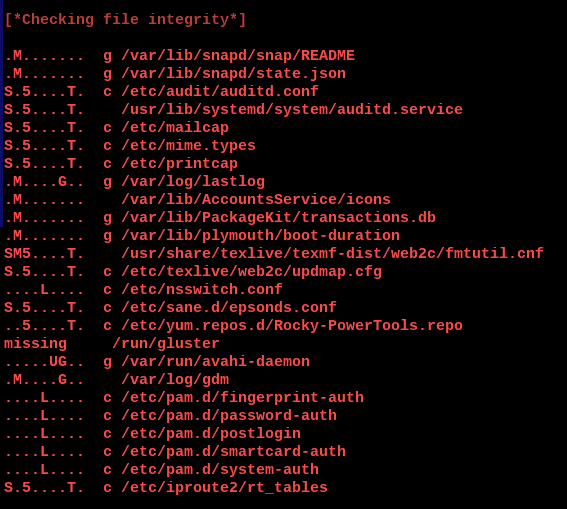 [*Checking file integrity*]
.M.......  g /var/lib/snapd/snap/README
.M.......  g /var/lib/snapd/state.json
S.5....T.  c /etc/audit/auditd.conf
S.5....T.    /usr/lib/systemd/system/auditd.service
S.5....T.  c /etc/mailcap
S.5....T.  c /etc/mime.types
S.5....T.  c /etc/printcap
.M....G..  g /var/log/lastlog
.M.......    /var/lib/AccountsService/icons
.M.......  g /var/lib/PackageKit/transactions.db
.M.......  g /var/lib/plymouth/boot-duration
SM5....T.    /usr/share/texlive/texmf-dist/web2c/fmtutil.cnf
S.5....T.  c /etc/texlive/web2c/updmap.cfg
....L....  c /etc/nsswitch.conf
S.5....T.  c /etc/sane.d/epsonds.conf
..5....T.  c /etc/yum.repos.d/Rocky-PowerTools.repo
missing     /run/gluster
.....UG..  g /var/run/avahi-daemon
.M....G..    /var/log/gdm
....L....  c /etc/pam.d/fingerprint-auth
....L....  c /etc/pam.d/password-auth
....L....  c /etc/pam.d/postlogin
....L....  c /etc/pam.d/smartcard-auth
....L....  c /etc/pam.d/system-auth
S.5....T.  c /etc/iproute2/rt_tables